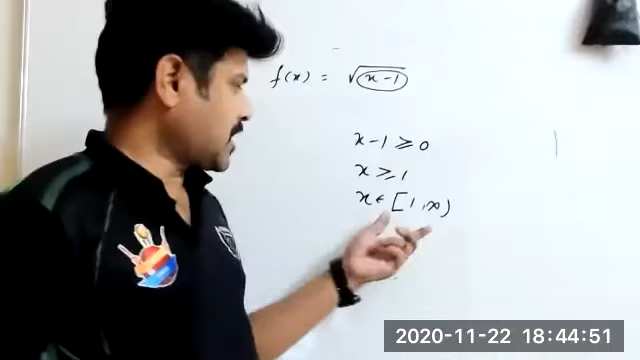 f(x) = √(x-1)
x-1 ≥ 0
x ≥ 1
x ∈ [1,∞)
2020-11-22 18:44:51